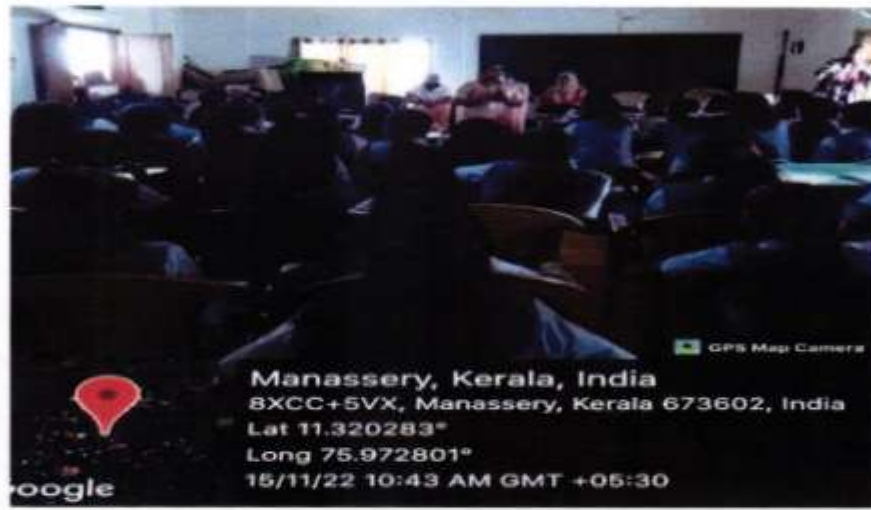 GPS Map Camera
Manassery, Kerala, India
8XCC+5VX, Manassery, Kerala 673602, India
Lat 11.320283°
Long 75.972801°
15/11/22 10:43 AM GMT +05:30
oogle